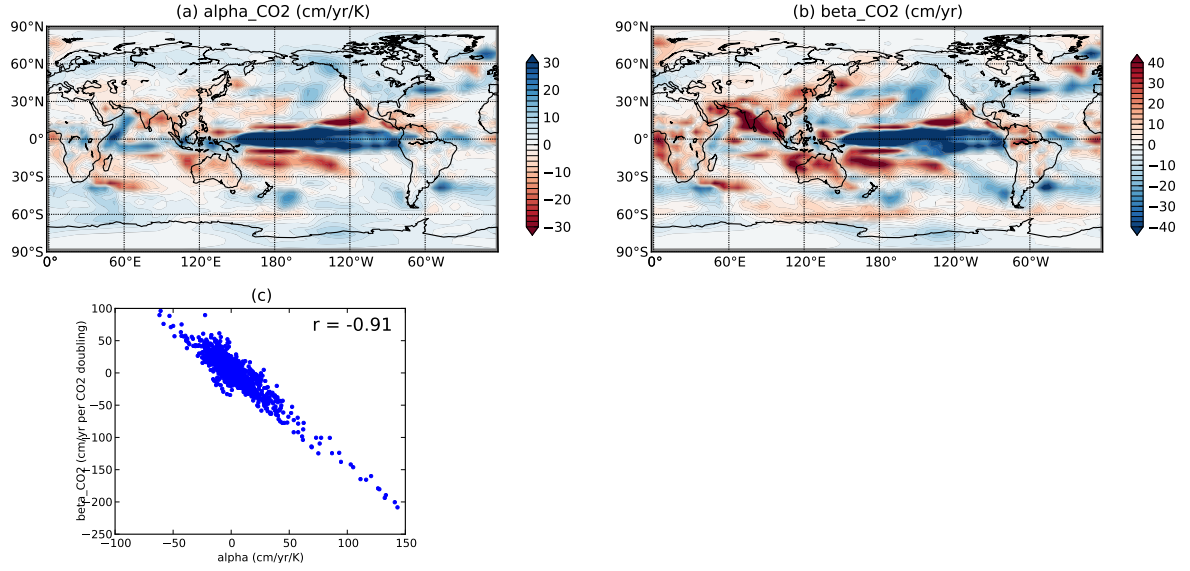 (a) alpha_CO2 (cm/yr/K)
90°N
60°N
30°N
0°
30°S
60°S
90°S
0°
60°E
120°E
180°
120°W
60°W
30
20
10
0
−10
−20
−30
(b) beta_CO2 (cm/yr)
90°N
60°N
30°N
0°
30°S
60°S
90°S
0°
60°E
120°E
180°
120°W
60°W
40
30
20
10
0
−10
−20
−30
−40
(c)
r = -0.91
beta_CO2 (cm/yr per CO2 doubling)
100
50
0
−50
−100
−150
−200
−250
−100
−50
0
50
100
150
alpha (cm/yr/K)